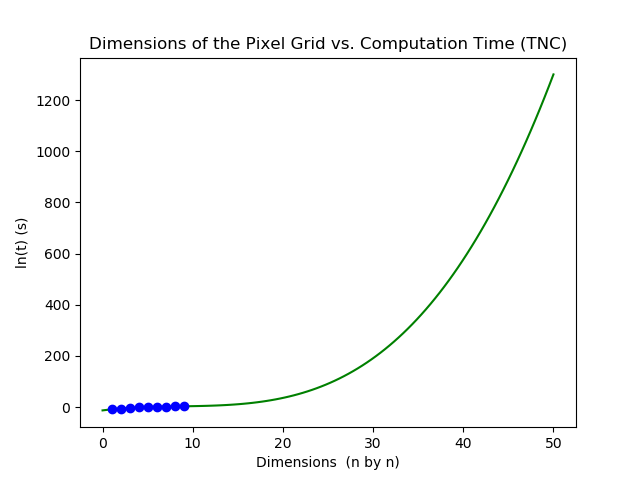 Dimensions of the Pixel Grid vs. Computation Time (TNC)
1200
1000
800
600
400
200
0
ln(t) (s)
0 10 20 30 40 50
Dimensions  (n by n)